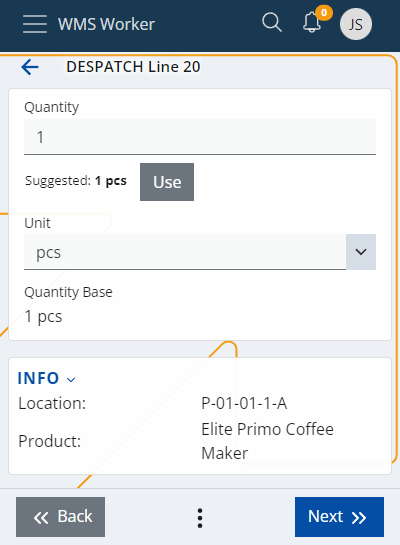 WMS Worker
0
JS
DESPATCH Line 20
Quantity
1
Suggested: 1 pcs
Use
Unit
pcs
Quantity Base
1 pcs
INFO
Location: P-01-01-1-A
Product: Elite Primo Coffee
Maker
Back
Next